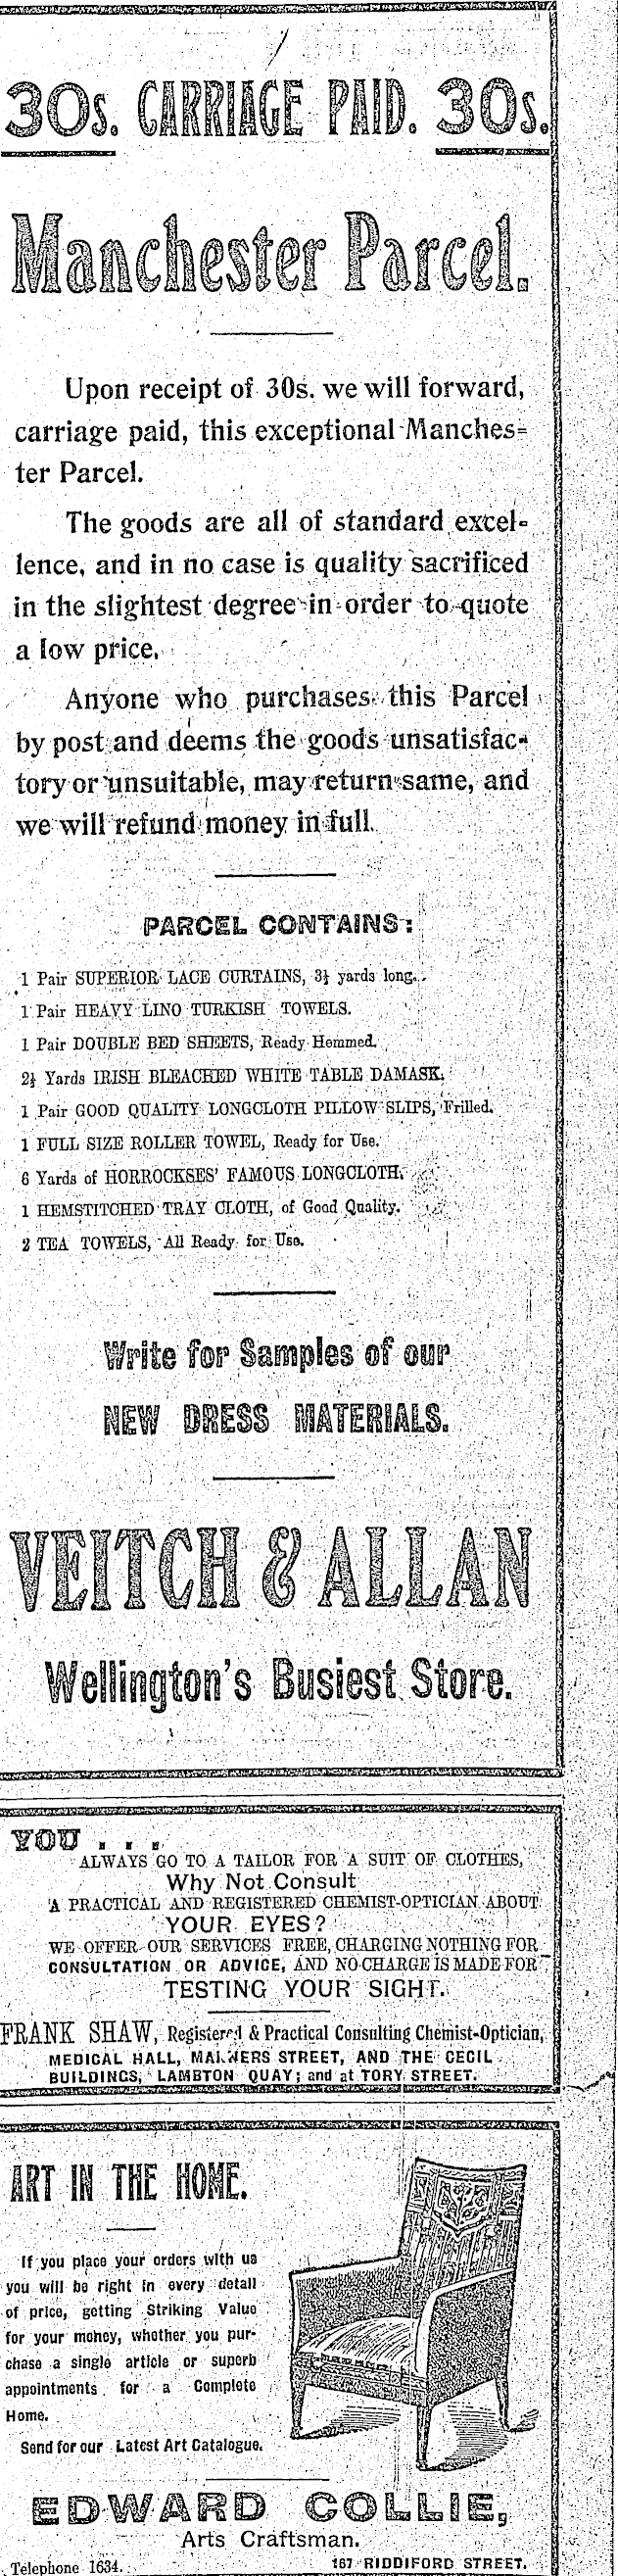 30s. CARRIAGE PAID. 30s.
Manchester Parcel.
Upon receipt of 30s. we will forward,
carriage paid, this exceptional Manches=
ter Parcel.
The goods are all of standard excel-
lence, and in no case is quality sacrificed
in the slightest degree in order to quote
a low price.
Anyone who purchases this Parcel
by post and deems the goods unsatisfac-
tory or unsuitable, may return same, and
we will refund money in full.
PARCEL CONTAINS:
1 Pair SUPERIOR LACE CURTAINS, 3½ yards long.
1 Pair HEAVY LINO TURKISH TOWELS.
1 Pair DOUBLE BED SHEETS, Ready Hemmed.
2½ Yards IRISH BLEACHED WHITE TABLE DAMASK.
1 Pair GOOD QUALITY LONGCLOTH PILLOW SLIPS, Frilled.
1 FULL SIZE ROLLER TOWEL, Ready for Use.
6 Yards of HORROCKSES' FAMOUS LONGCLOTH.
1 HEMSTITCHED TRAY CLOTH, of Good Quality.
2 TEA TOWELS, All Ready for Use.
Write for Samples of our
NEW DRESS MATERIALS.
VEITCH & ALLAN
Wellington's Busiest Store.
YOU . . .
ALWAYS GO TO A TAILOR FOR A SUIT OF CLOTHES,
Why Not Consult
A PRACTICAL AND REGISTERED CHEMIST-OPTICIAN ABOUT
YOUR EYES?
WE OFFER OUR SERVICES FREE, CHARGING NOTHING FOR
CONSULTATION OR ADVICE, AND NO CHARGE IS MADE FOR
TESTING YOUR SIGHT.
FRANK SHAW, Registered & Practical Consulting Chemist-Optician,
MEDICAL HALL, MANNERS STREET, AND THE CECIL
BUILDINGS, LAMBTON QUAY; and at TORY STREET.
ART IN THE HOME.
If you place your orders with us
you will be right in every detail
of price, getting Striking Value
for your money, whether you pur-
chase a single article or superb
appointments for a Complete
Home.
Send for our Latest Art Catalogue.
EDWARD COLLIE,
Arts Craftsman.
Telephone 1634. 167 RIDDIFORD STREET.